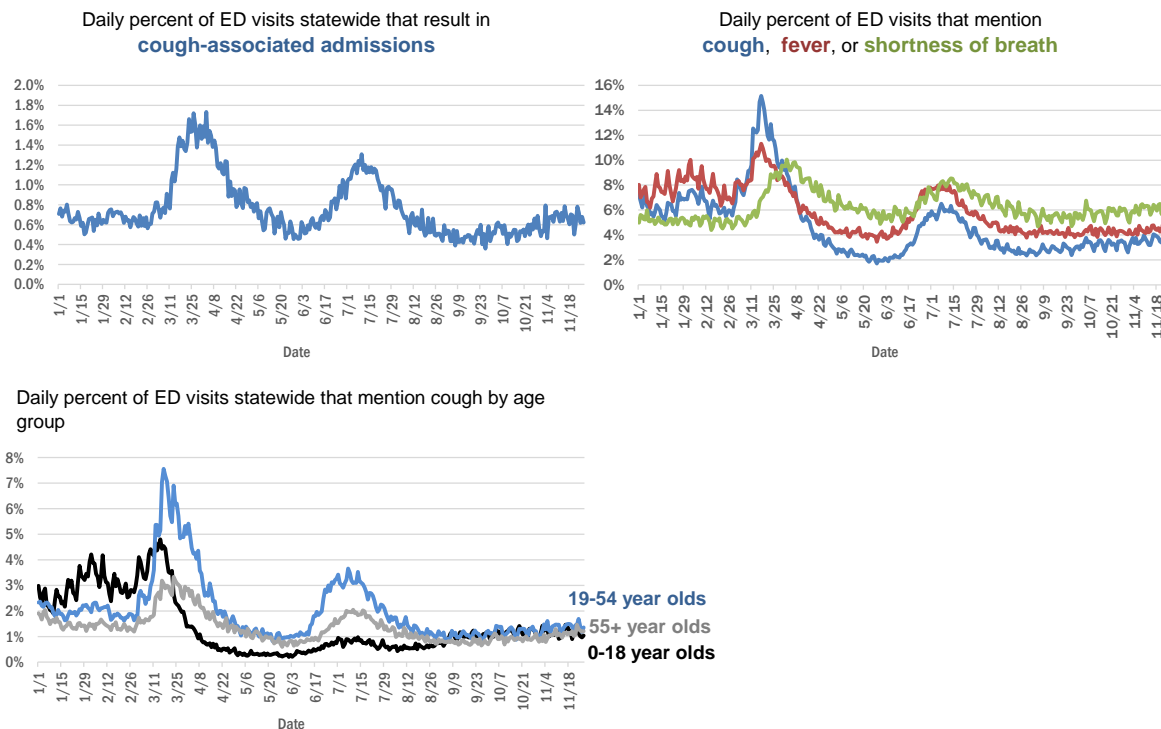 Daily percent of ED visits statewide that result in
cough-associated admissions
2.0%
1.8%
1.6%
1.4%
1.2%
1.0%
0.8%
0.6%
0.4%
0.2%
0.0%
1/1 1/15 1/29 2/12 2/26 3/11 3/25 4/8 4/22 5/6 5/20 6/3 6/17 7/1 7/15 7/29 8/12 8/26 9/9 9/23 10/7 10/21 11/4 11/18
Date
Daily percent of ED visits that mention
cough, fever, or shortness of breath
16%
14%
12%
10%
8%
6%
4%
2%
0%
1/1 1/15 1/29 2/12 2/26 3/11 3/25 4/8 4/22 5/6 5/20 6/3 6/17 7/1 7/15 7/29 8/12 8/26 9/9 9/23 10/7 10/21 11/4 11/18
Date
Daily percent of ED visits statewide that mention cough by age
group
8%
7%
6%
5%
4%
3%
2%
1%
0%
1/1 1/15 1/29 2/12 2/26 3/11 3/25 4/8 4/22 5/6 5/20 6/3 6/17 7/1 7/15 7/29 8/12 8/26 9/9 9/23 10/7 10/21 11/4 11/18
Date
19-54 year olds
55+ year olds
0-18 year olds